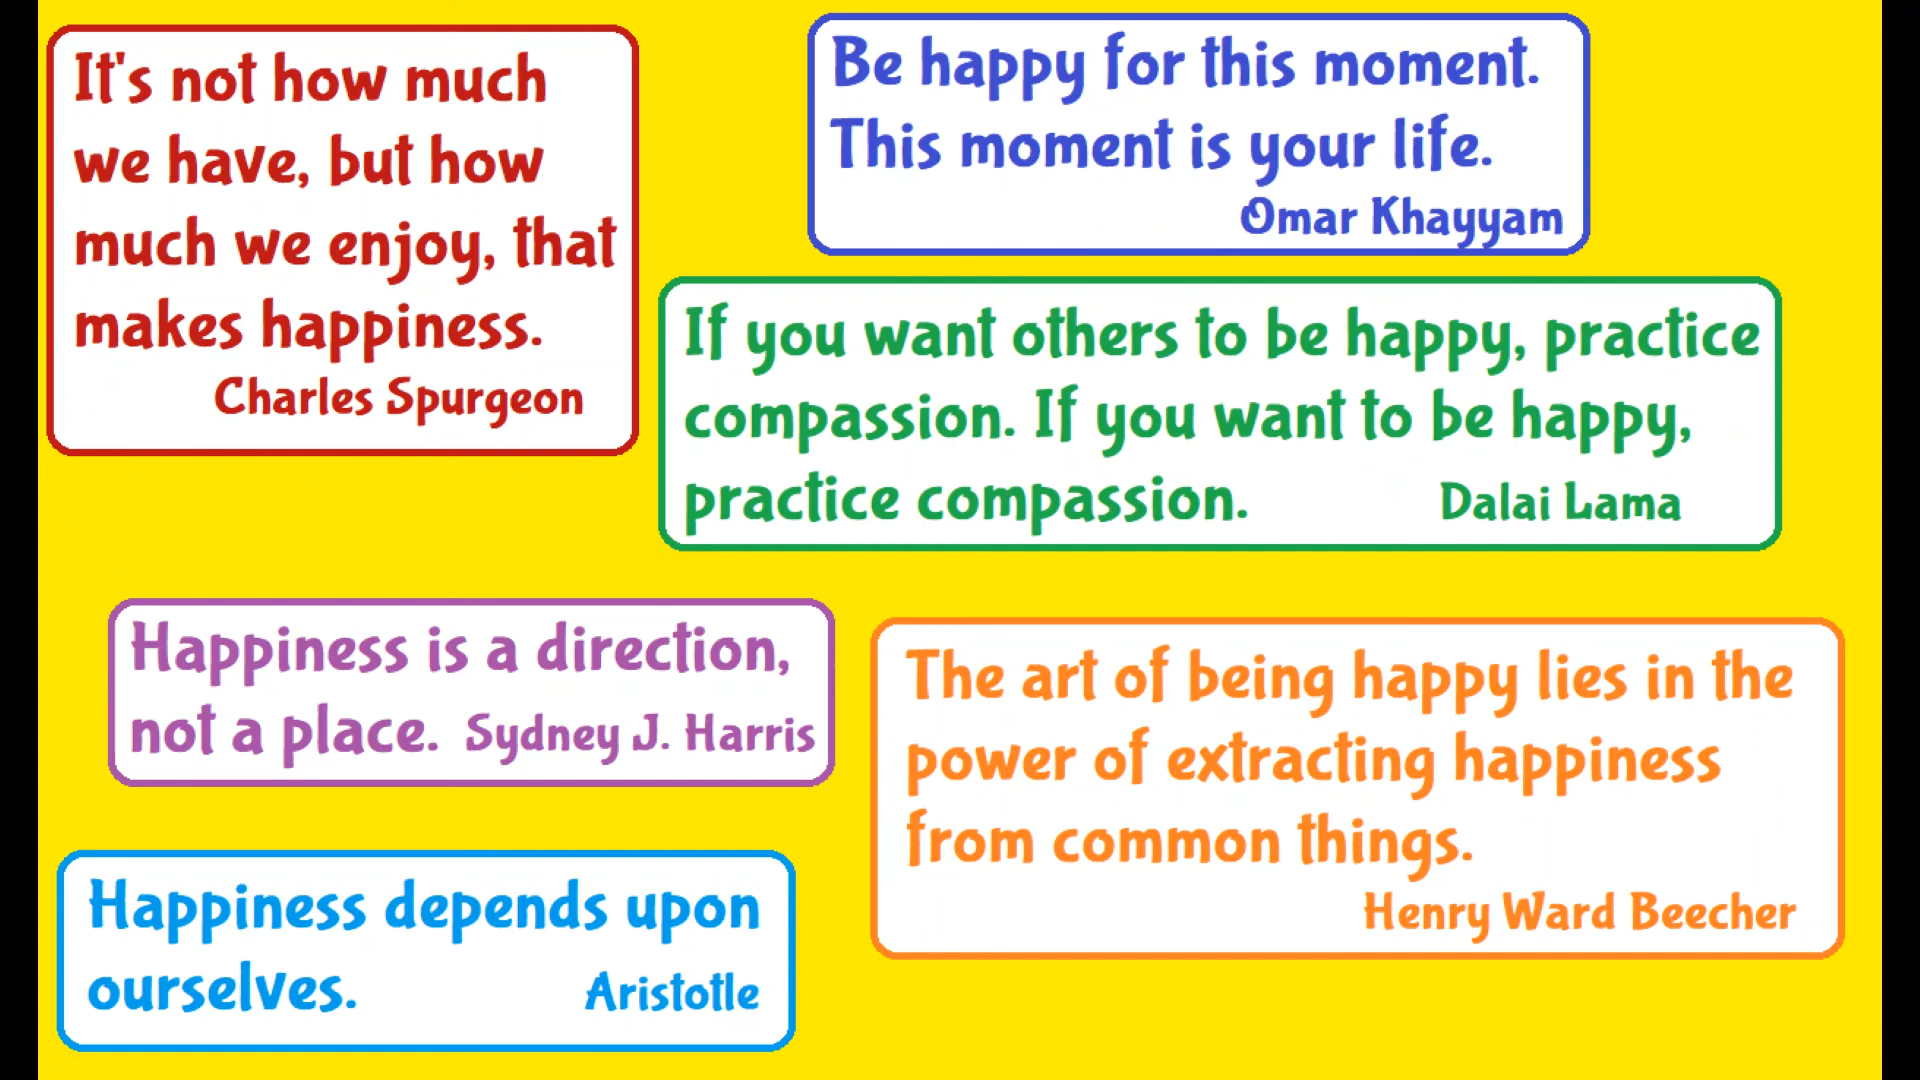 It's not how much
we have, but how
much we enjoy, that
makes happiness.
Charles Spurgeon
Be happy for this moment.
This moment is your life.
Omar Khayyam
If you want others to be happy, practice
compassion. If you want to be happy,
practice compassion. Dalai Lama
Happiness is a direction,
not a place. Sydney J. Harris
The art of being happy lies in the
power of extracting happiness
from common things.
Henry Ward Beecher
Happiness depends upon
ourselves. Aristotle